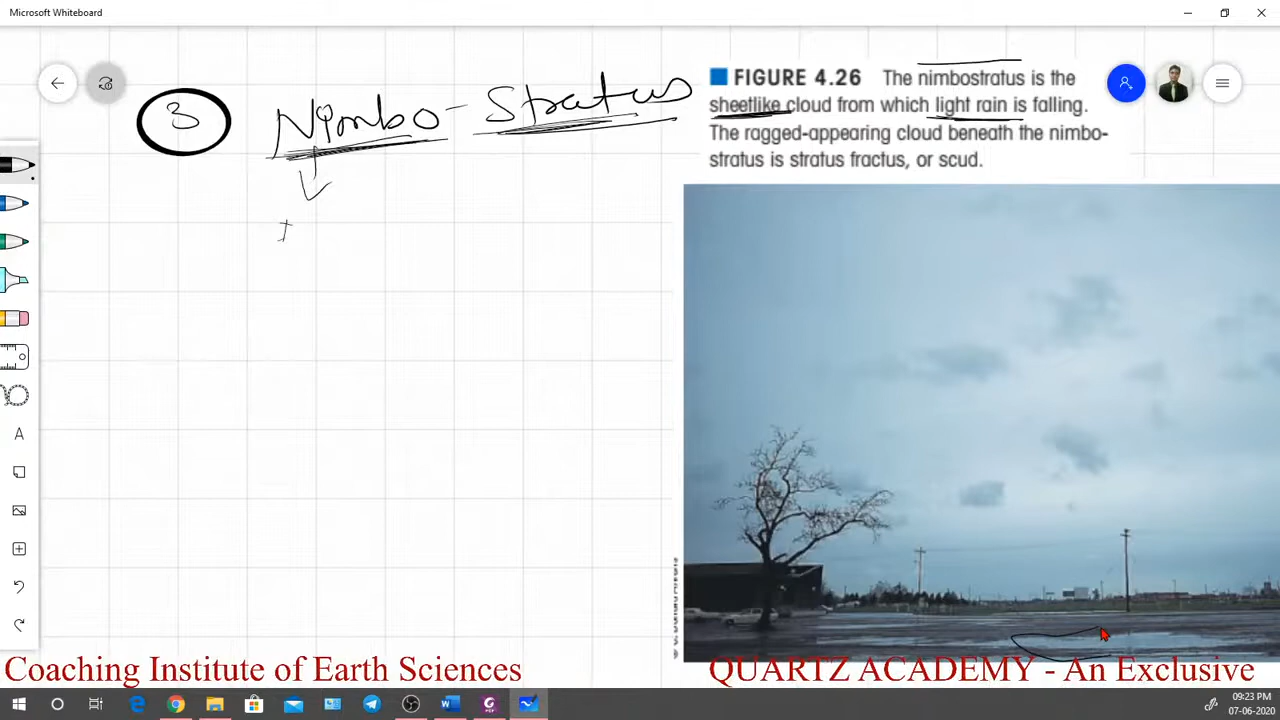 Microsoft Whiteboard
3 Nimbo - Stratus
FIGURE 4.26 The nimbostratus is the
sheetlike cloud from which light rain is falling.
The ragged-appearing cloud beneath the nimbo-
stratus is stratus fractus, or scud.
Coaching Institute of Earth Sciences
QUARTZ ACADEMY - An Exclusive
09:23 PM
07-06-2020